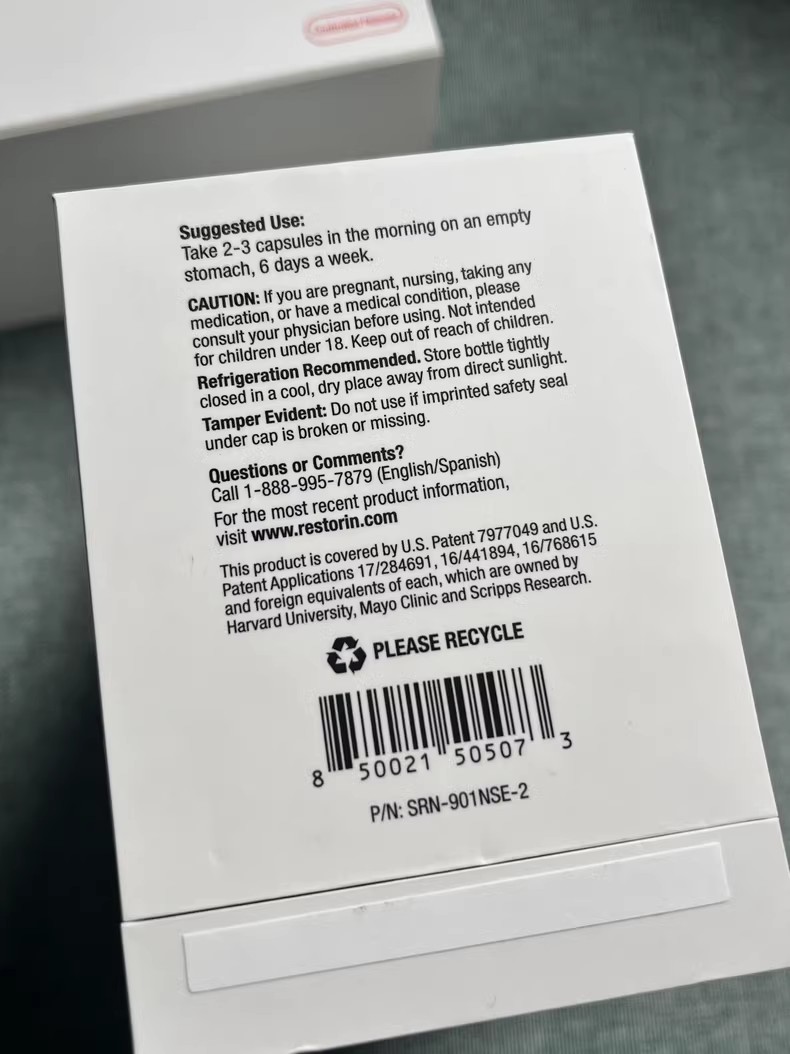 Suggested Use:
Take 2-3 capsules in the morning on an empty
stomach, 6 days a week.
CAUTION: If you are pregnant, nursing, taking any
medication, or have a medical condition, please
consult your physician before using. Not intended
for children under 18. Keep out of reach of children.
Refrigeration Recommended. Store bottle tightly
closed in a cool, dry place away from direct sunlight.
Tamper Evident: Do not use if imprinted safety seal
under cap is broken or missing.
Questions or Comments?
Call 1-888-995-7879 (English/Spanish)
For the most recent product information,
visit www.restorin.com
This product is covered by U.S. Patent 7977049 and U.S.
Patent Applications 17/284691, 16/441894, 16/768615
and foreign equivalents of each, which are owned by
Harvard University, Mayo Clinic and Scripps Research.
PLEASE RECYCLE
8 50021 50507 3
P/N: SRN-901NSE-2